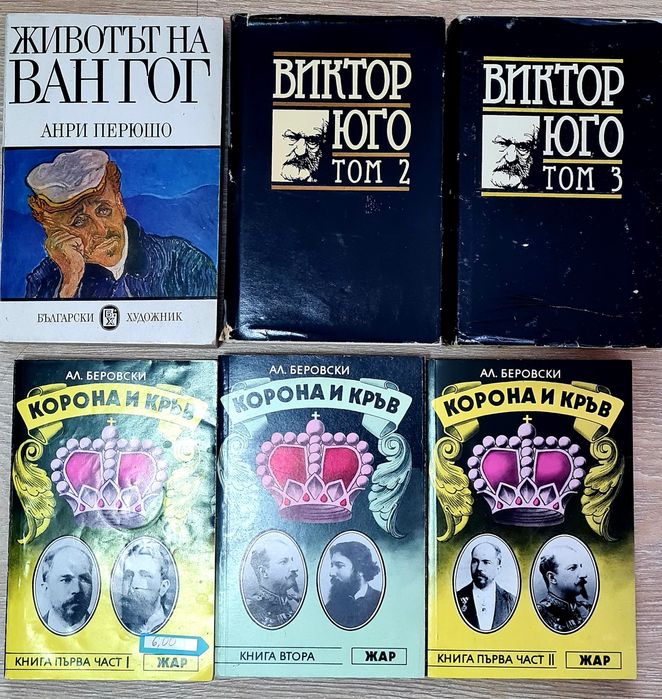 ЖИВОТЪТ НА
ВАН ГОГ
АНРИ ПЕРЮШО
БЪЛГАРСКИ ХУДОЖНИК
ВИКТОР
ЮГО
ТОМ 2
ВИКТОР
ЮГО
ТОМ 3
АЛ. БЕРОВСКИ
КОРОНА И КРЪВ
6,00
КНИГА ПЪРВА ЧАСТ I ЖАР
АЛ. БЕРОВСКИ
КОРОНА И КРЪВ
КНИГА ВТОРА ЖАР
АЛ. БЕРОВСКИ
КОРОНА И КРЪВ
КНИГА ПЪРВА ЧАСТ II ЖАР